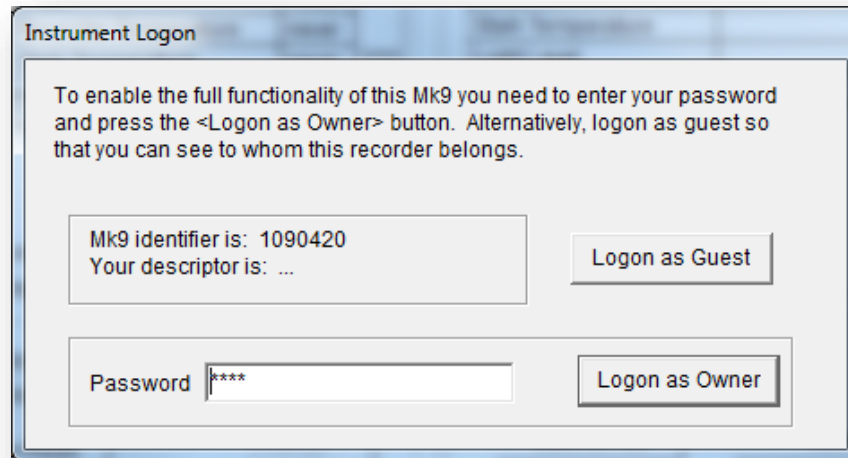 Instrument Logon
To enable the full functionality of this Mk9 you need to enter your password
and press the <Logon as Owner> button.  Alternatively, logon as guest so
that you can see to whom this recorder belongs.
Mk9 identifier is:  1090420
Your descriptor is:  ...
Logon as Guest
Password ****
Logon as Owner